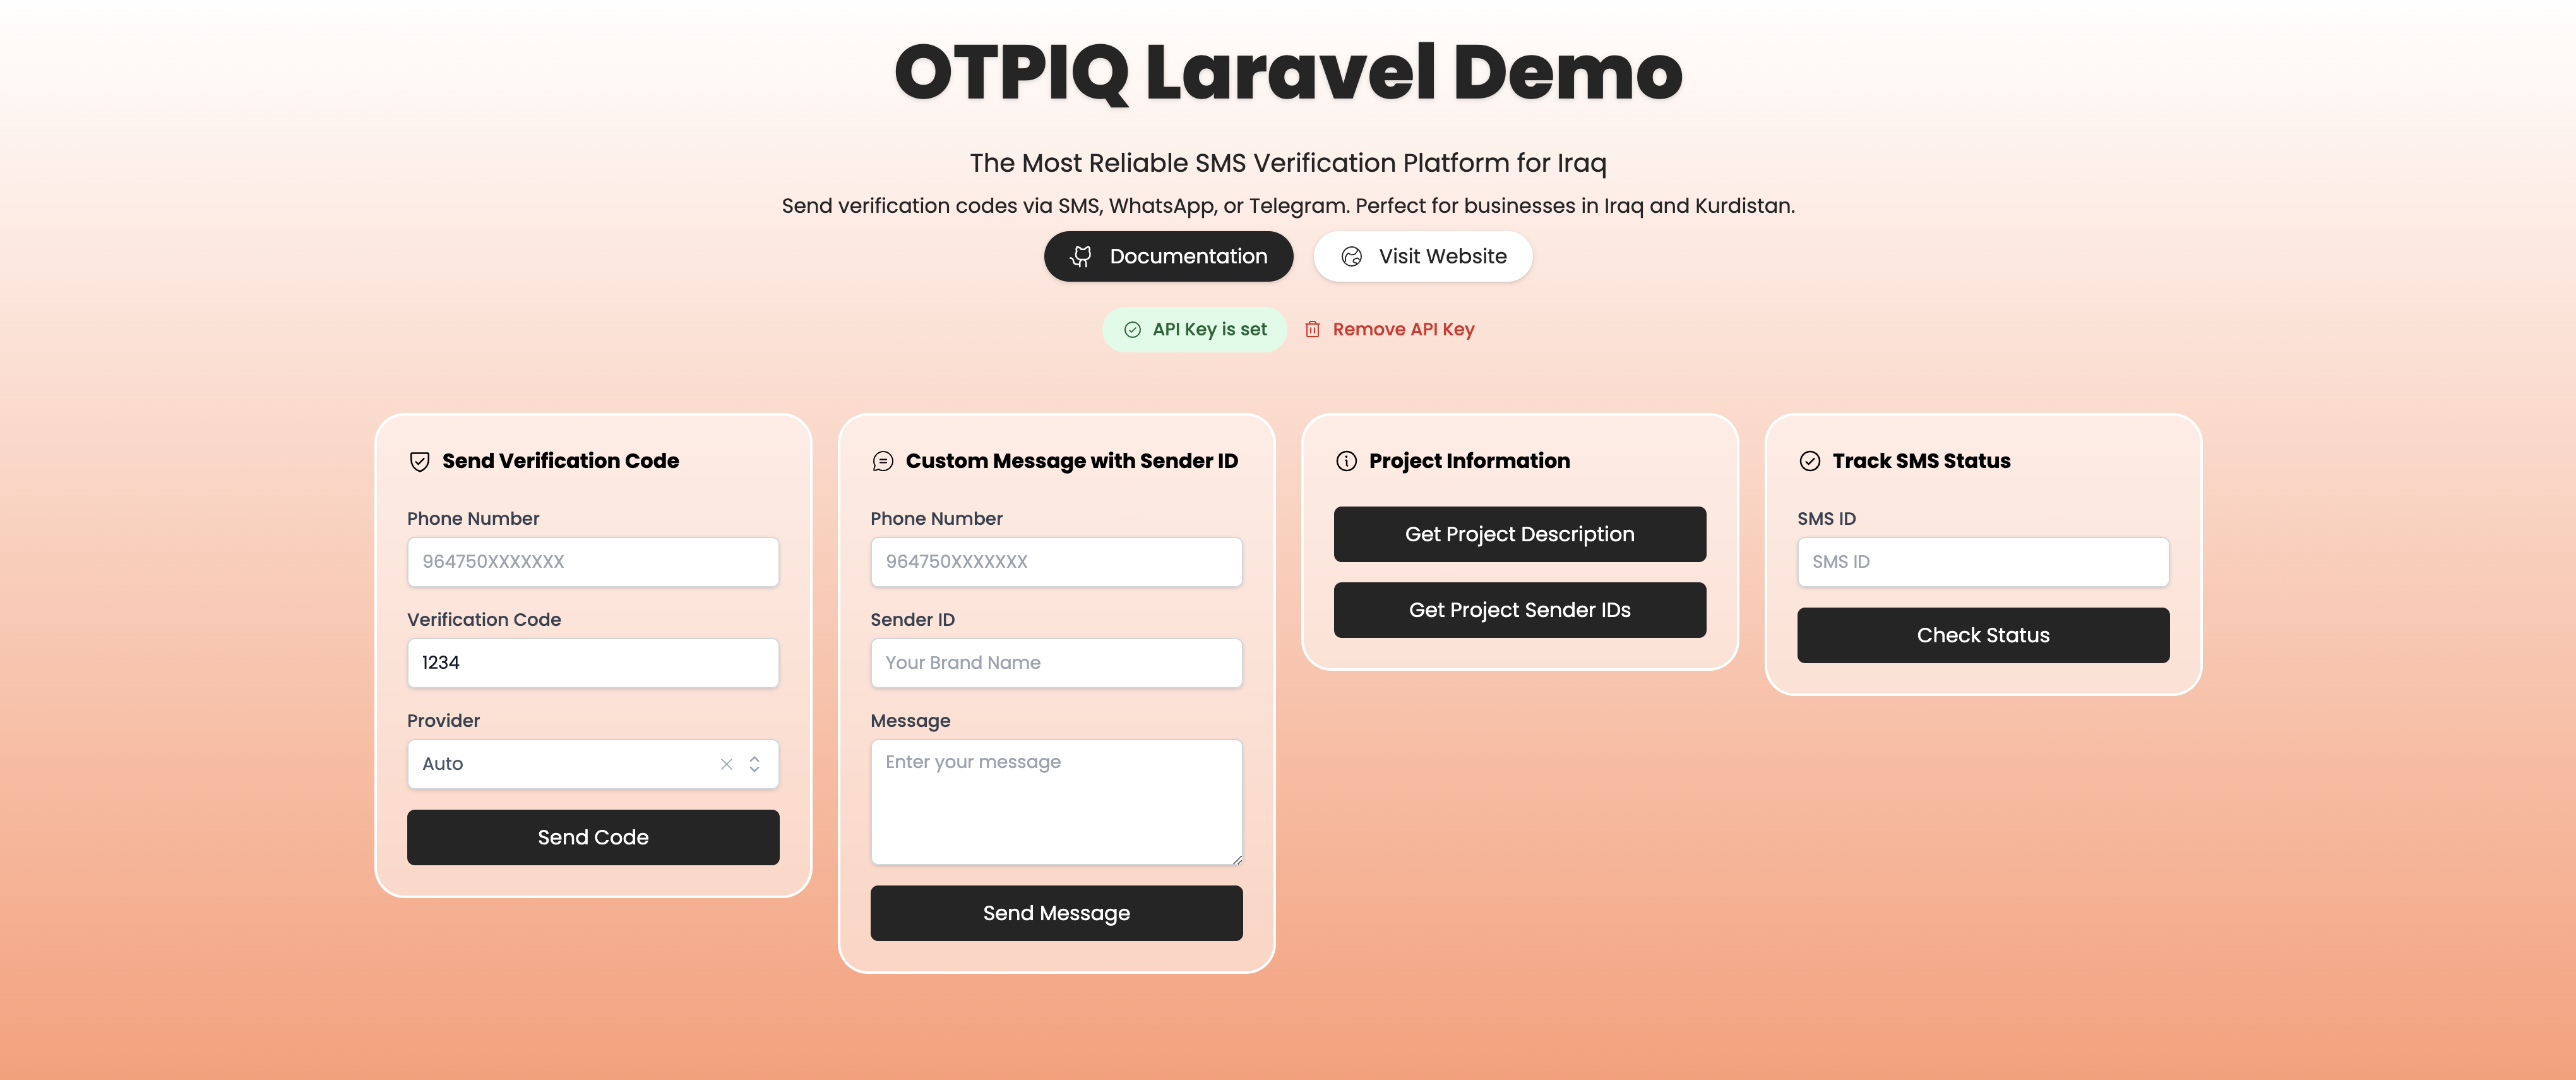 OTPIQ Laravel Demo
The Most Reliable SMS Verification Platform for Iraq
Send verification codes via SMS, WhatsApp, or Telegram. Perfect for businesses in Iraq and Kurdistan.
Documentation
Visit Website
API Key is set
Remove API Key
Send Verification Code
Phone Number
964750XXXXXXX
Verification Code
1234
Provider
Auto
Send Code
Custom Message with Sender ID
Phone Number
964750XXXXXXX
Sender ID
Your Brand Name
Message
Enter your message
Send Message
Project Information
Get Project Description
Get Project Sender IDs
Track SMS Status
SMS ID
SMS ID
Check Status